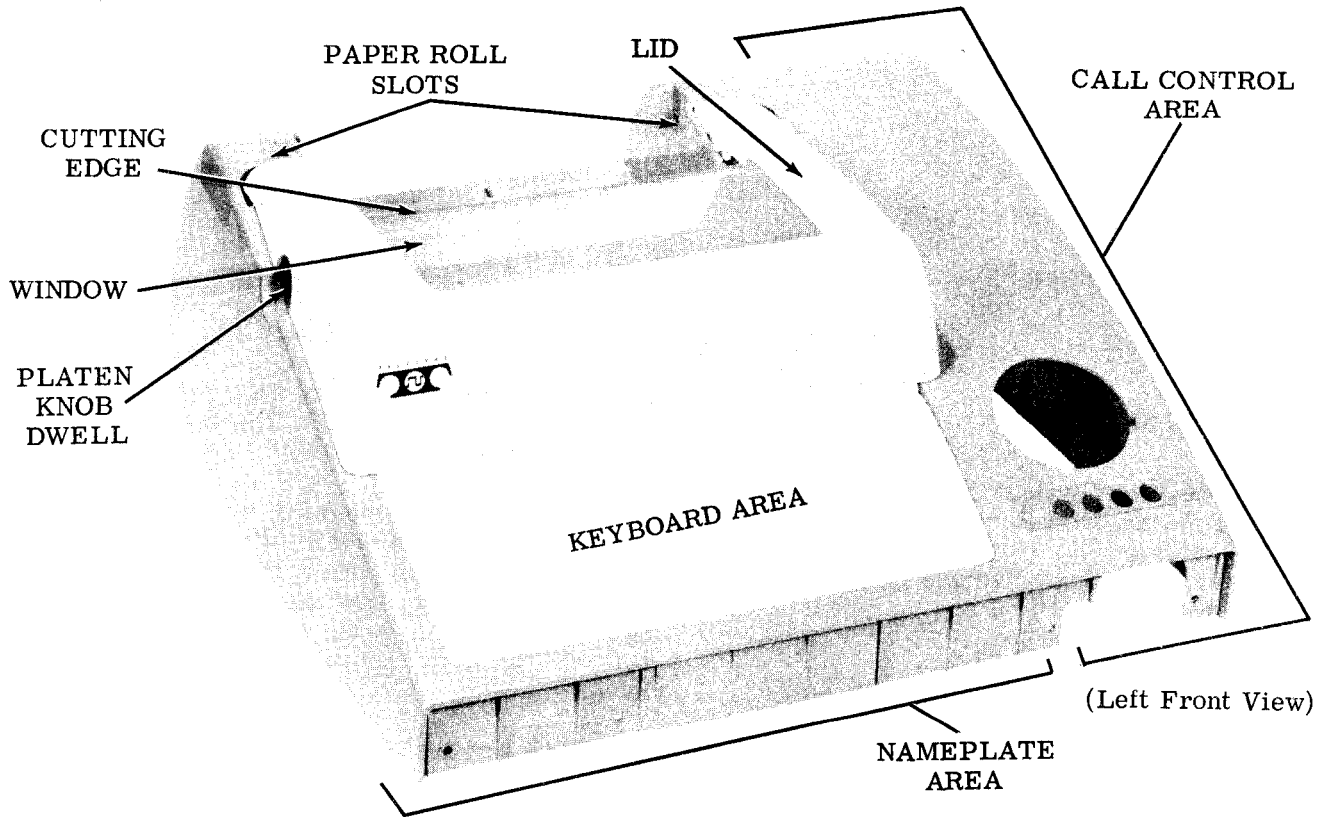 PAPER ROLL
SLOTS
LID
CALL CONTROL
AREA
CUTTING
EDGE
WINDOW
PLATEN
KNOB
DWELL
KEYBOARD AREA
(Left Front View)
NAMEPLATE
AREA